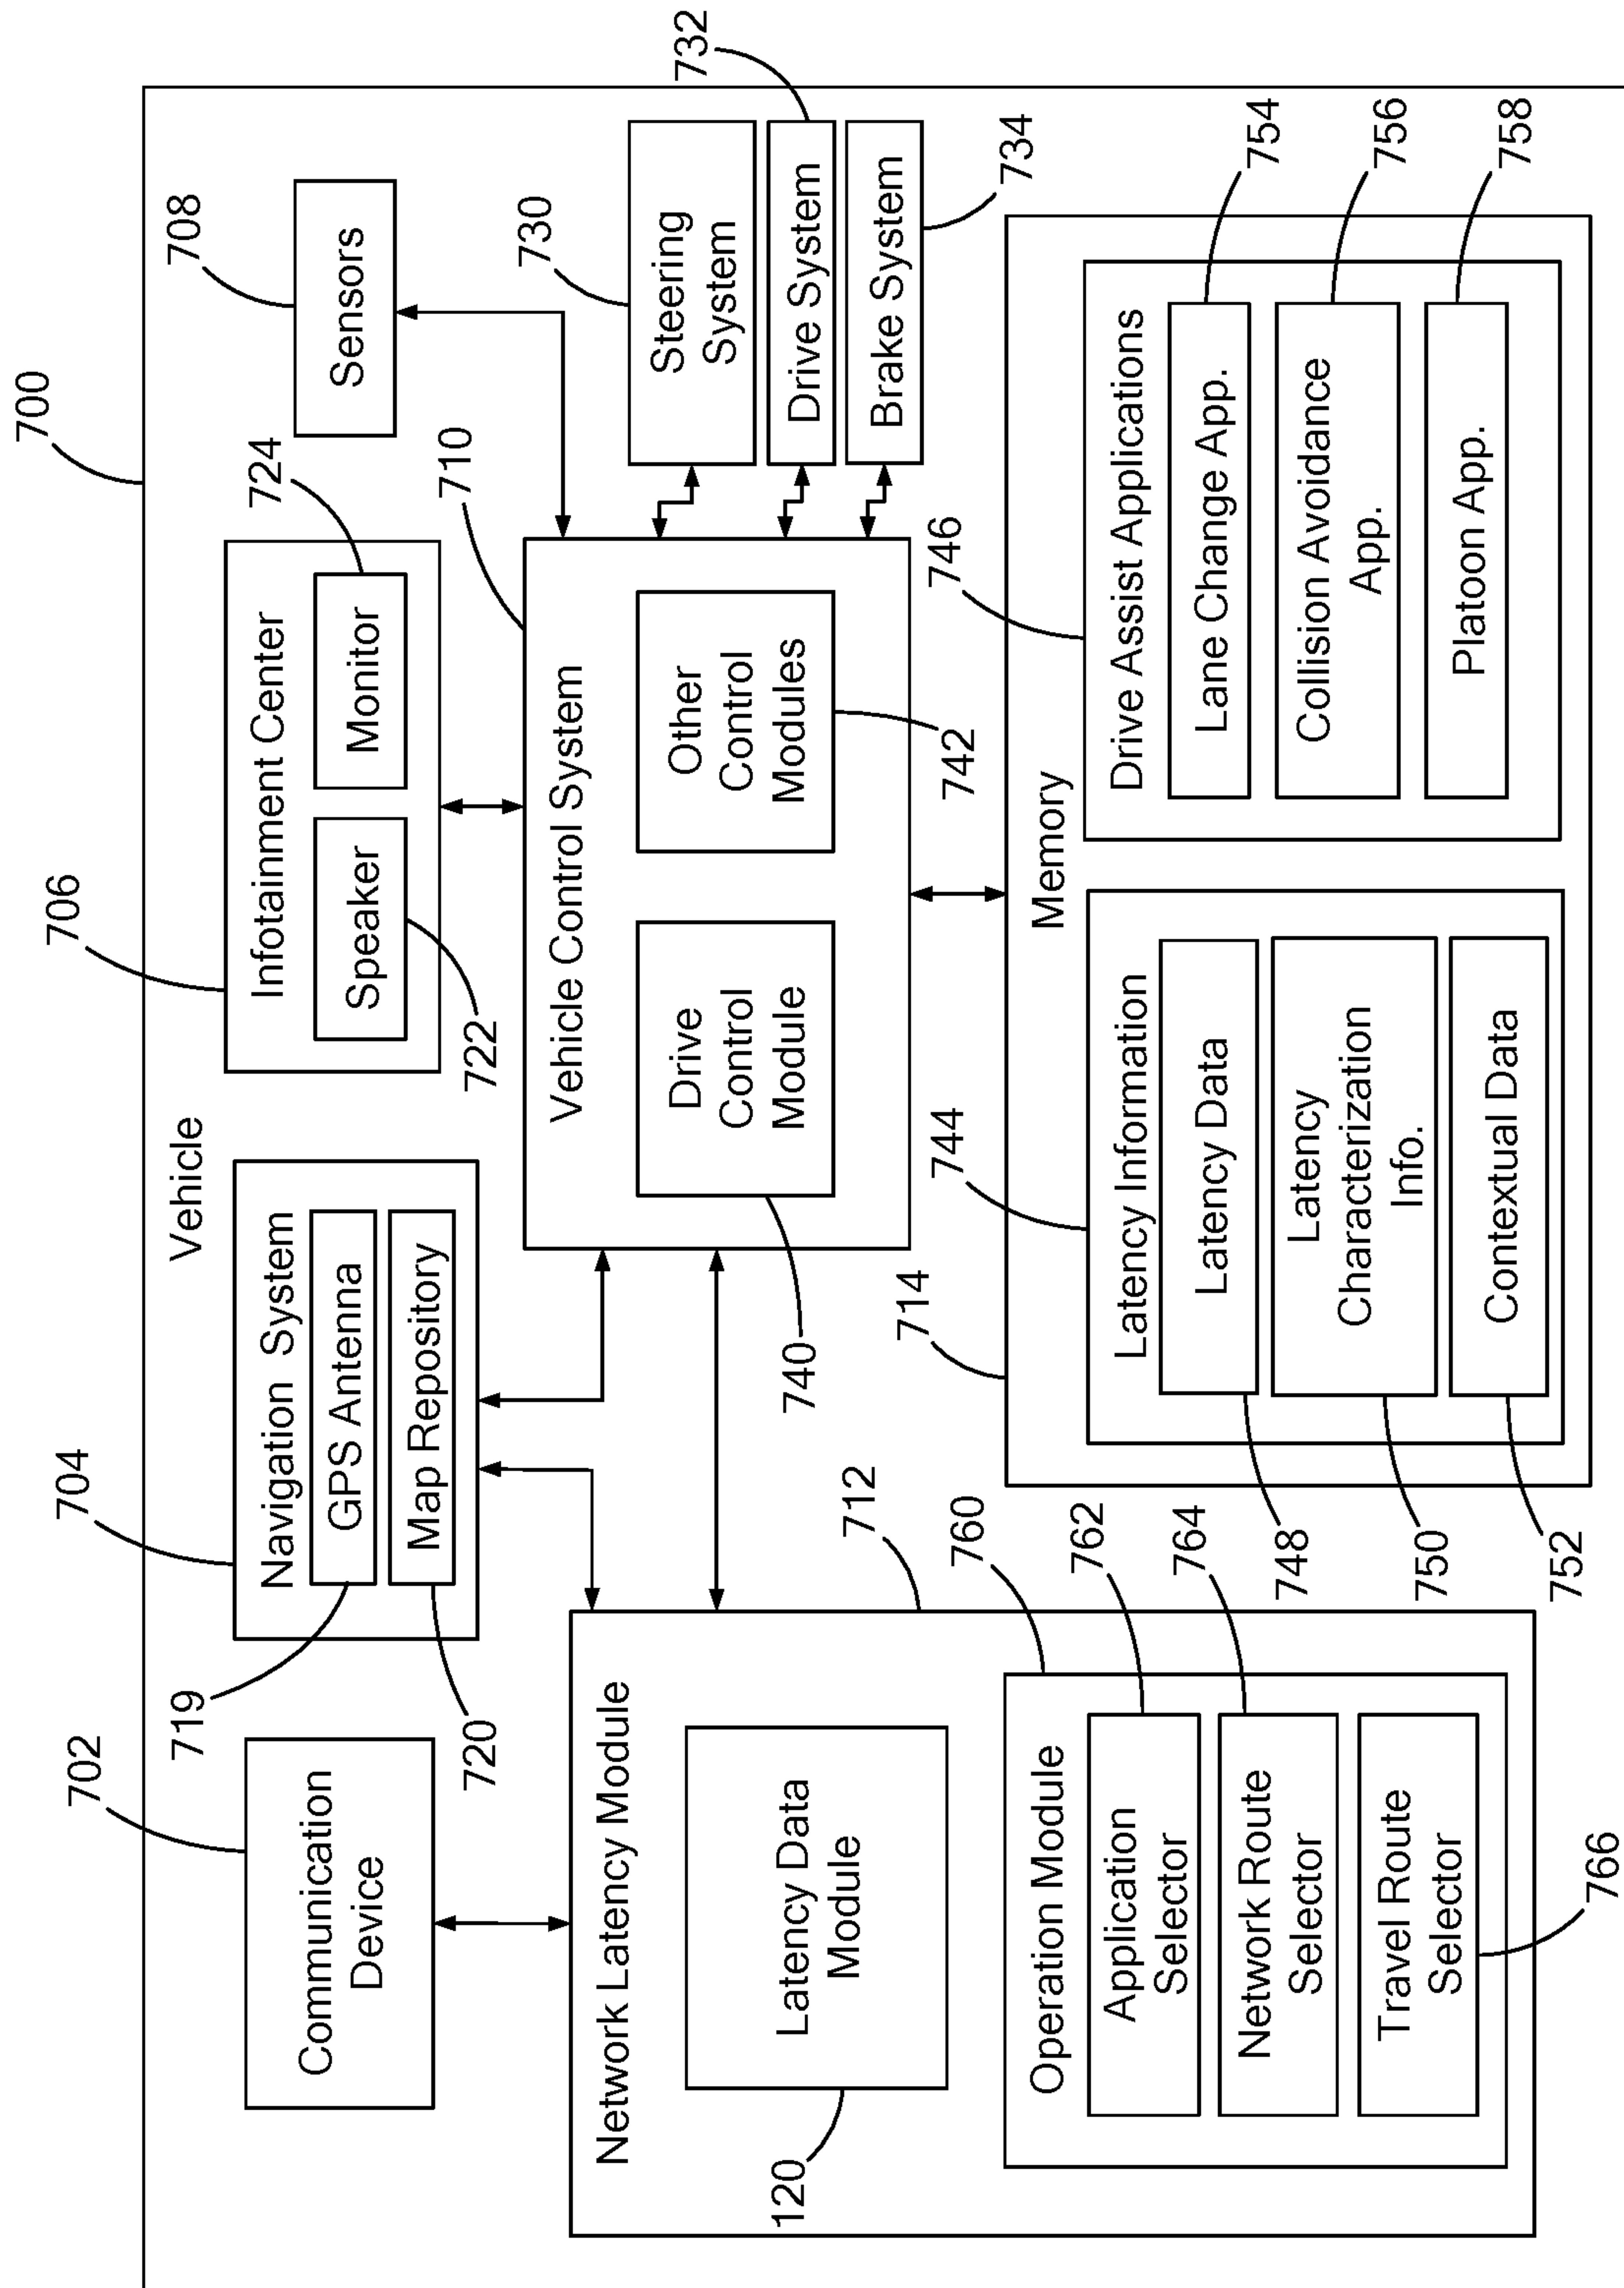 700
Vehicle
702
Communication
Device
704
Navigation System
GPS Antenna
Map Repository
719
720
706
Infotainment Center
Speaker
Monitor
722
724
708
Sensors
710
Vehicle Control System
Drive
Control
Module
Other
Control
Modules
740
742
730
Steering
System
732
Drive System
Brake System
734
712
Network Latency Module
Latency Data
Module
120
760
Operation Module
762
Application
Selector
764
Network Route
Selector
Travel Route
Selector
766
714
Memory
744
Latency Information
Latency Data
Latency
Characterization
Info.
Contextual Data
748
750
752
746
Drive Assist Applications
Lane Change App.
Collision Avoidance
App.
Platoon App.
754
756
758